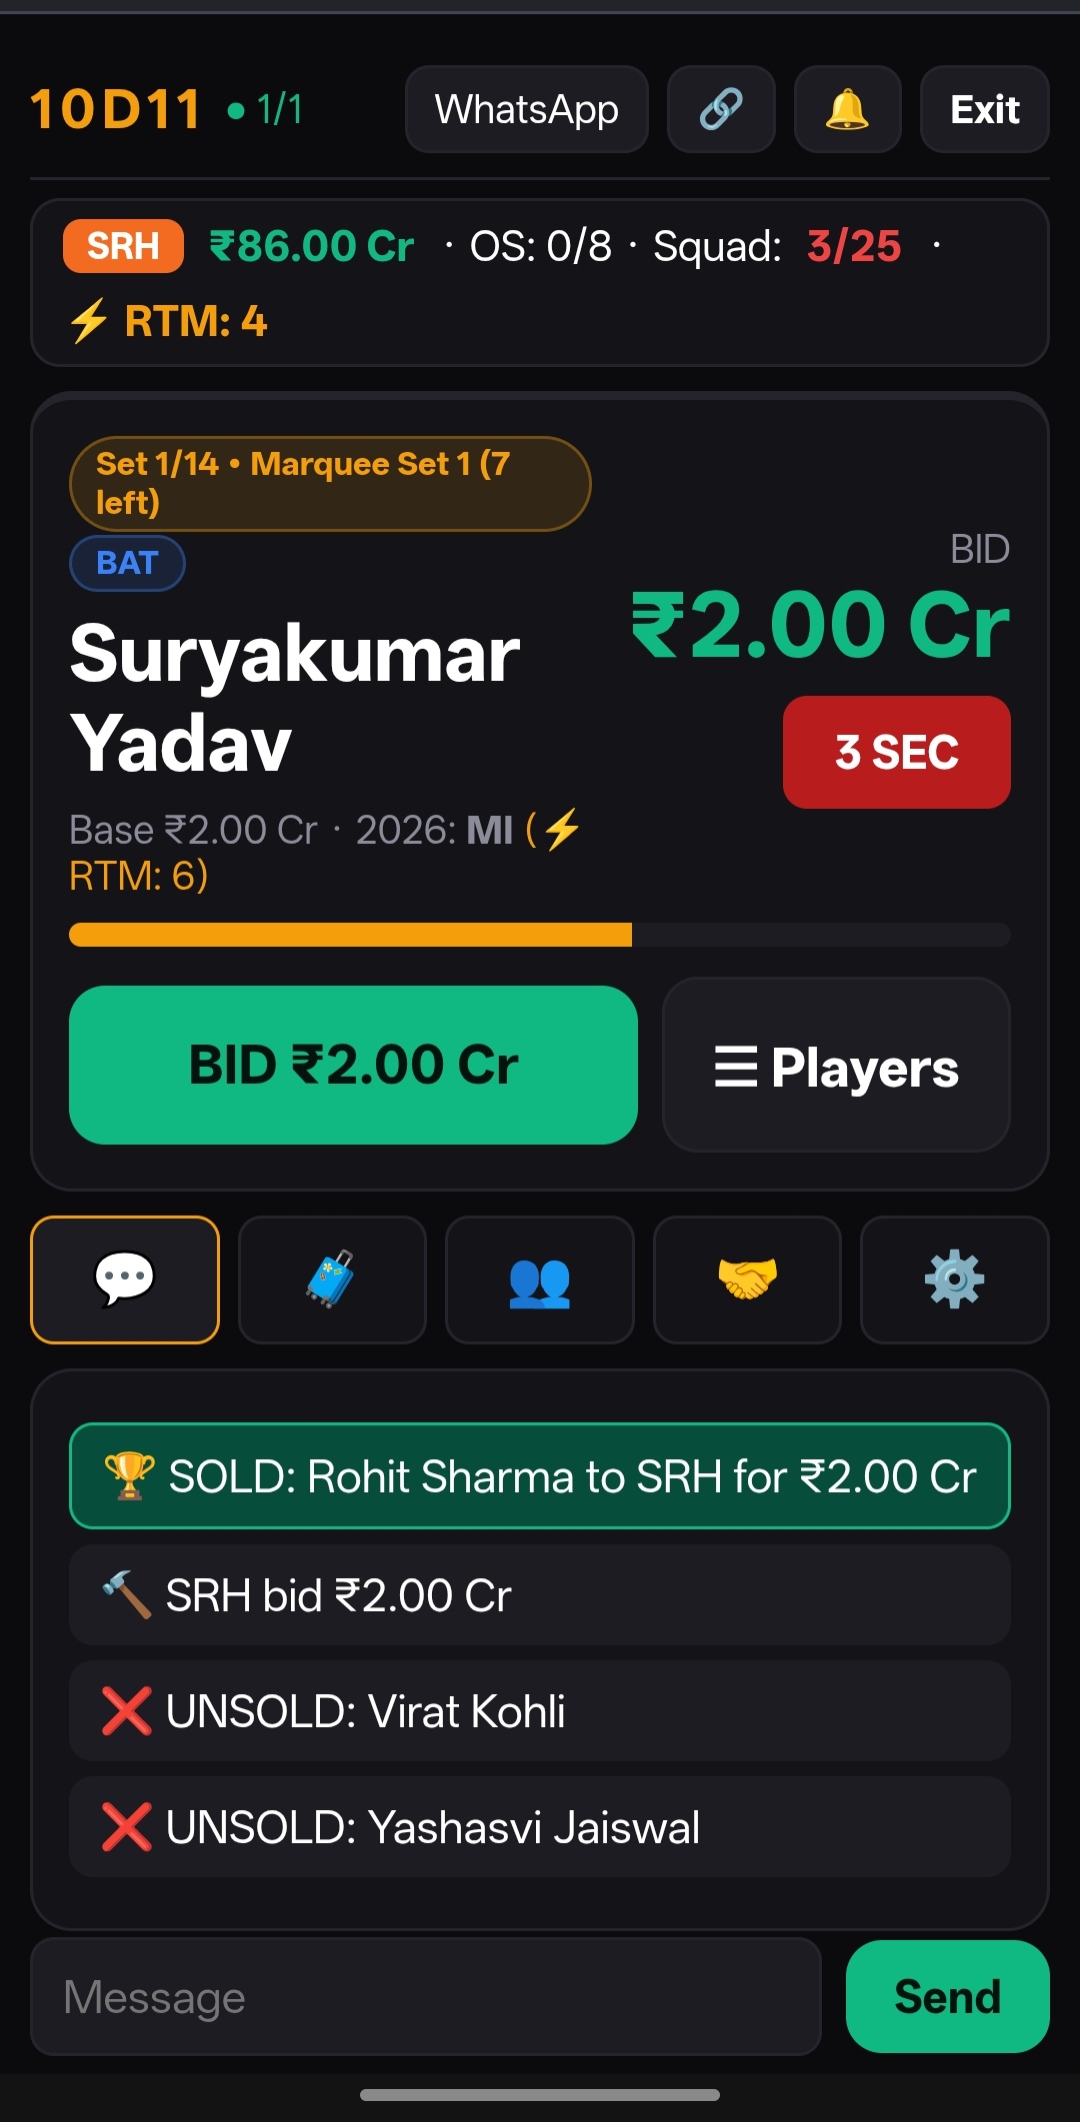 10D11 • 1/1 WhatsApp 🔗 🔔 Exit
SRH ₹86.00 Cr · OS: 0/8 · Squad: 3/25 ·
⚡ RTM: 4
Set 1/14 • Marquee Set 1 (7
left)
BAT
BID
₹2.00 Cr
Suryakumar
Yadav
3 SEC
Base ₹2.00 Cr · 2026: MI (⚡
RTM: 6)
BID ₹2.00 Cr
☰ Players
🏆 SOLD: Rohit Sharma to SRH for ₹2.00 Cr
🔨 SRH bid ₹2.00 Cr
❌ UNSOLD: Virat Kohli
❌ UNSOLD: Yashasvi Jaiswal
Message
Send